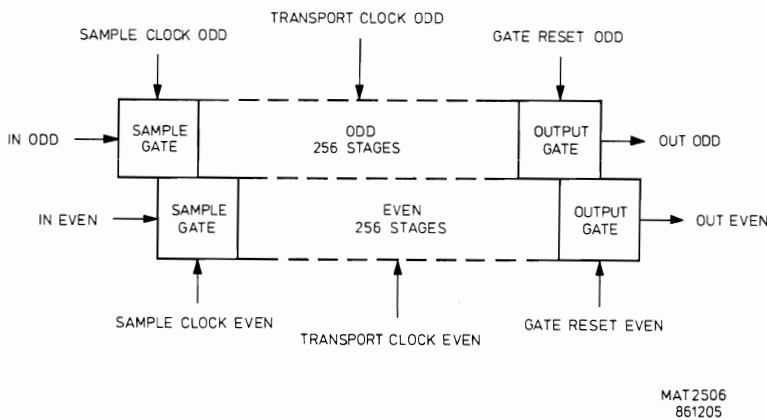 TRANSPORT CLOCK ODD
SAMPLE CLOCK ODD
GATE RESET ODD
IN ODD
SAMPLE
GATE
ODD
256 STAGES
OUTPUT
GATE
OUT ODD
IN EVEN
SAMPLE
GATE
EVEN
256 STAGES
OUTPUT
GATE
OUT EVEN
SAMPLE CLOCK EVEN
TRANSPORT CLOCK EVEN
GATE RESET EVEN
MAT2506
861205